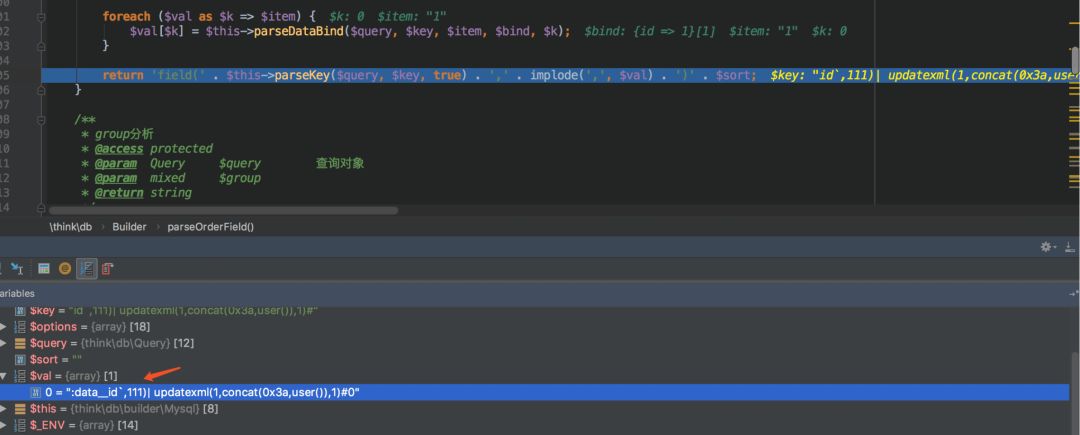 00
01 foreach ($val as $k => $item) { $k: 0 $item: "1"
02 $val[$k] = $this->parseDataBind($query, $key, $item, $bind, $k); $bind: {id => 1}[1] $item: "1" $k: 0
03 }
04
05 return 'field(' . $this->parseKey($query, $key, true) . ',' . implode(',', $val) . ')' . $sort; $key: "id`,111)| updatexml(1,concat(0x3a,use
06 }
07
08 /**
09 * group分析
10 * @access protected
11 * @param Query $query 查询对象
12 * @param mixed $group
13 * @return string
14
\think\db › Builder › parseOrderField()
ariables
$key = "id`,111)| updatexml(1,concat(0x3a,user()),1)#"
$options = {array} [18]
$query = {think\db\Query} [12]
$sort = ""
$val = {array} [1]
0 = ":data__id`,111)| updatexml(1,concat(0x3a,user()),1)#0"
$this = {think\db\builder\Mysql} [8]
$_ENV = {array} [14]